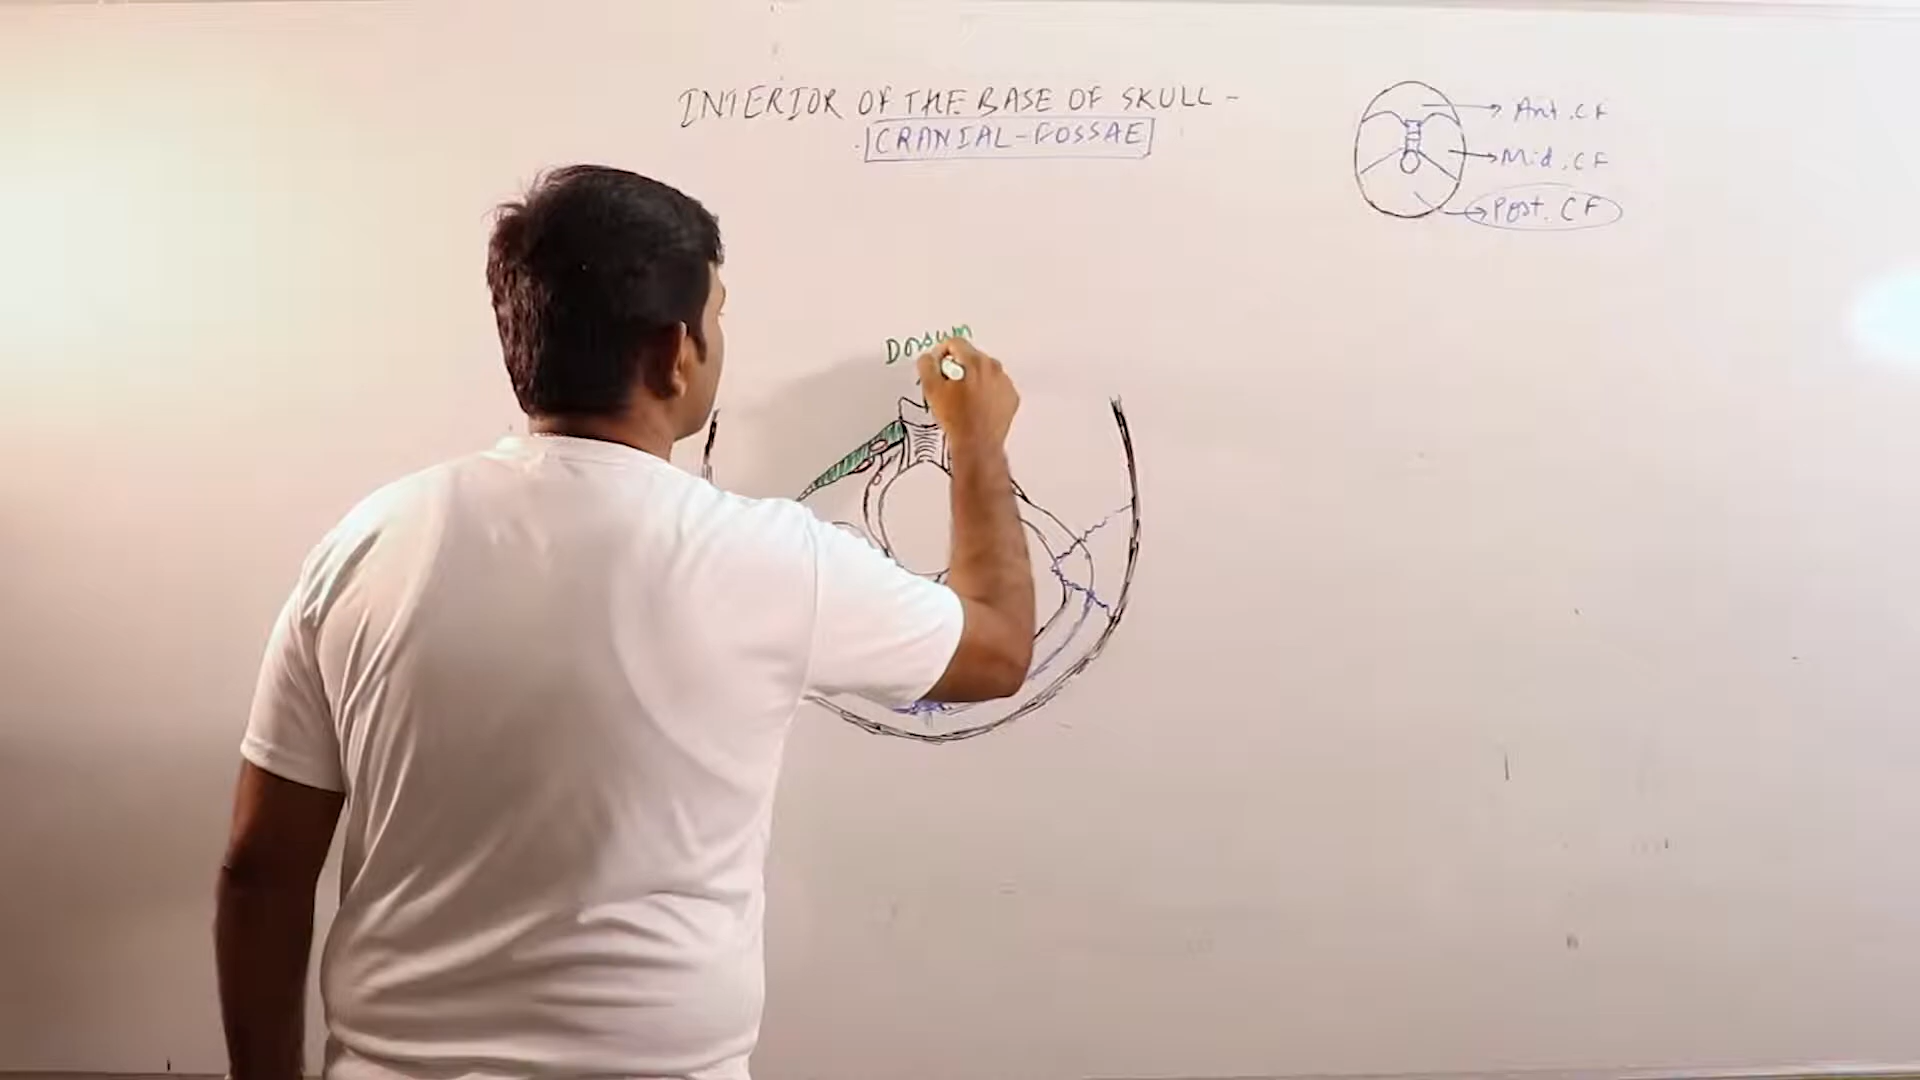 INTERIOR OF THE BASE OF SKULL -
CRANIAL-FOSSAE
Ant. CF
Mid. CF
Post. CF
Dorsum